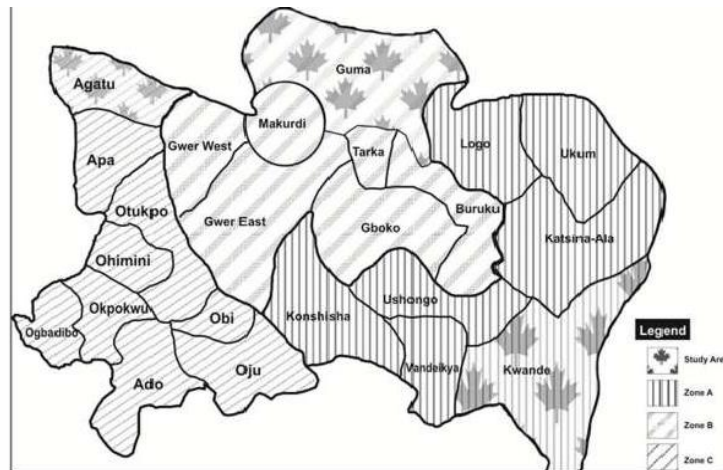 Guma
Agatu
Makurdi
Gwer West
Tarka
Logo
Ukum
Apa
Otukpo
Gwer East
Gboko
Buruku
Katsina-Ala
Ohimini
Okpokwu
Ogbadibo
Obi
Konshisha
Ushongo
Ado
Oju
Vandeikya
Kwande
Legend
Study Area
Zone A
Zone B
Zone C